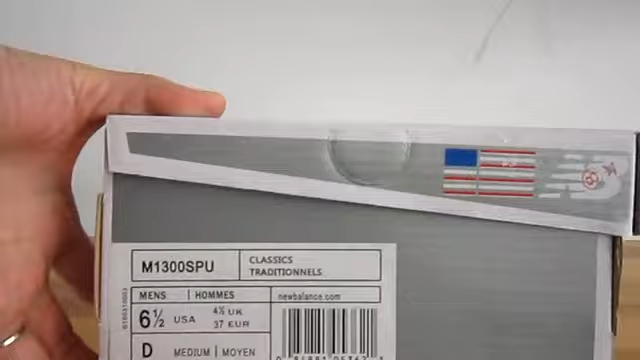 M1300SPU
CLASSICS
TRADITIONNELS
MENS | HOMMES
newbalance.com
6½ USA
4½ UK
37 EUR
D MEDIUM | MOYEN